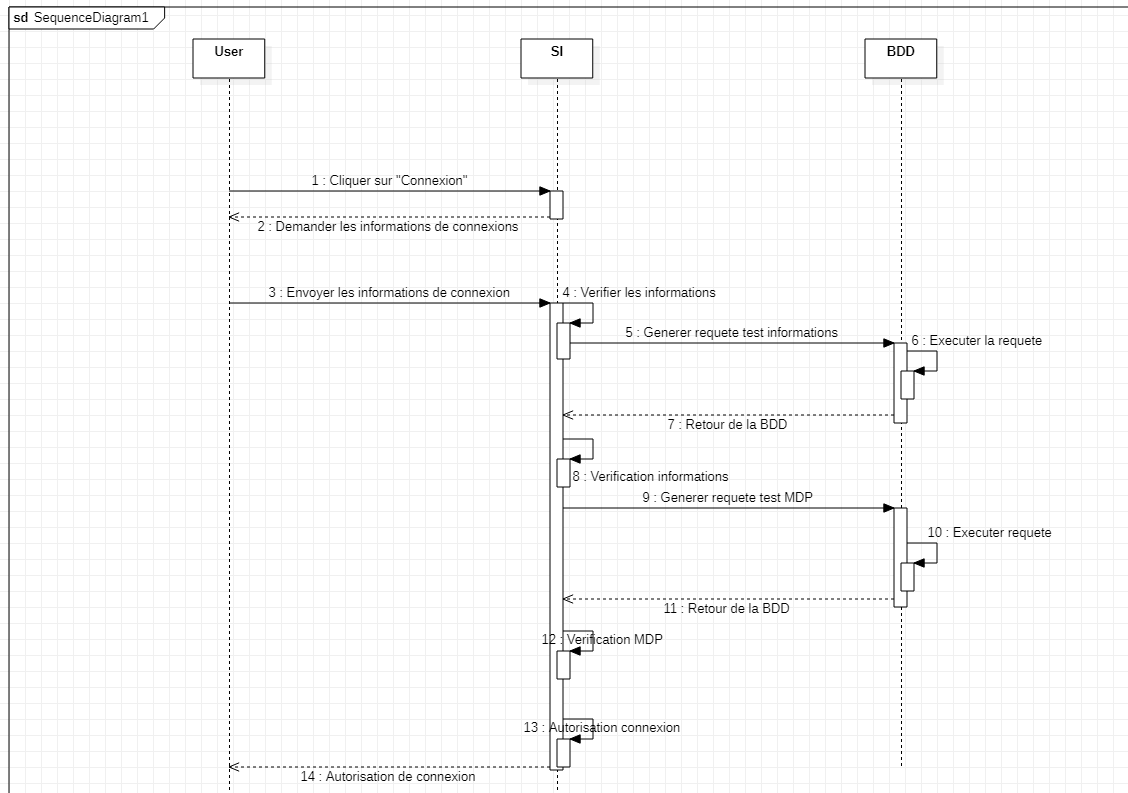 sd SequenceDiagram1
User
SI
BDD
1 : Cliquer sur "Connexion"
2 : Demander les informations de connexions
3 : Envoyer les informations de connexion
4 : Verifier les informations
5 : Generer requete test informations
6 : Executer la requete
7 : Retour de la BDD
8 : Verification informations
9 : Generer requete test MDP
10 : Executer requete
11 : Retour de la BDD
12 : Verification MDP
13 : Autorisation connexion
14 : Autorisation de connexion